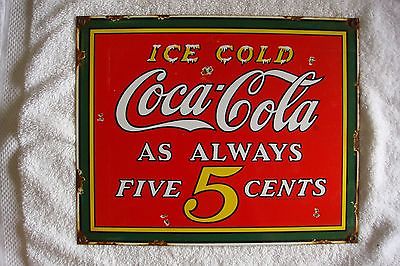 ICE COLD
Coca-Cola
AS ALWAYS
FIVE 5 CENTS